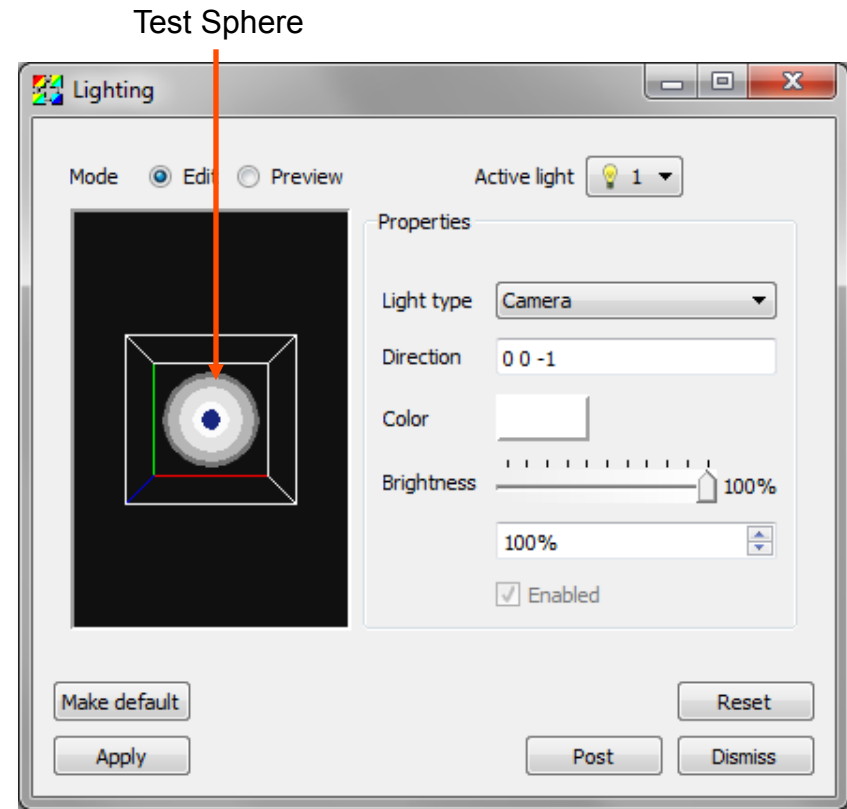 Test Sphere
Lighting
Mode Edit Preview Active light 1
Properties
Light type Camera
Direction 0 0 -1
Color
Brightness 100%
100%
Enabled
Make default Reset
Apply Post Dismiss